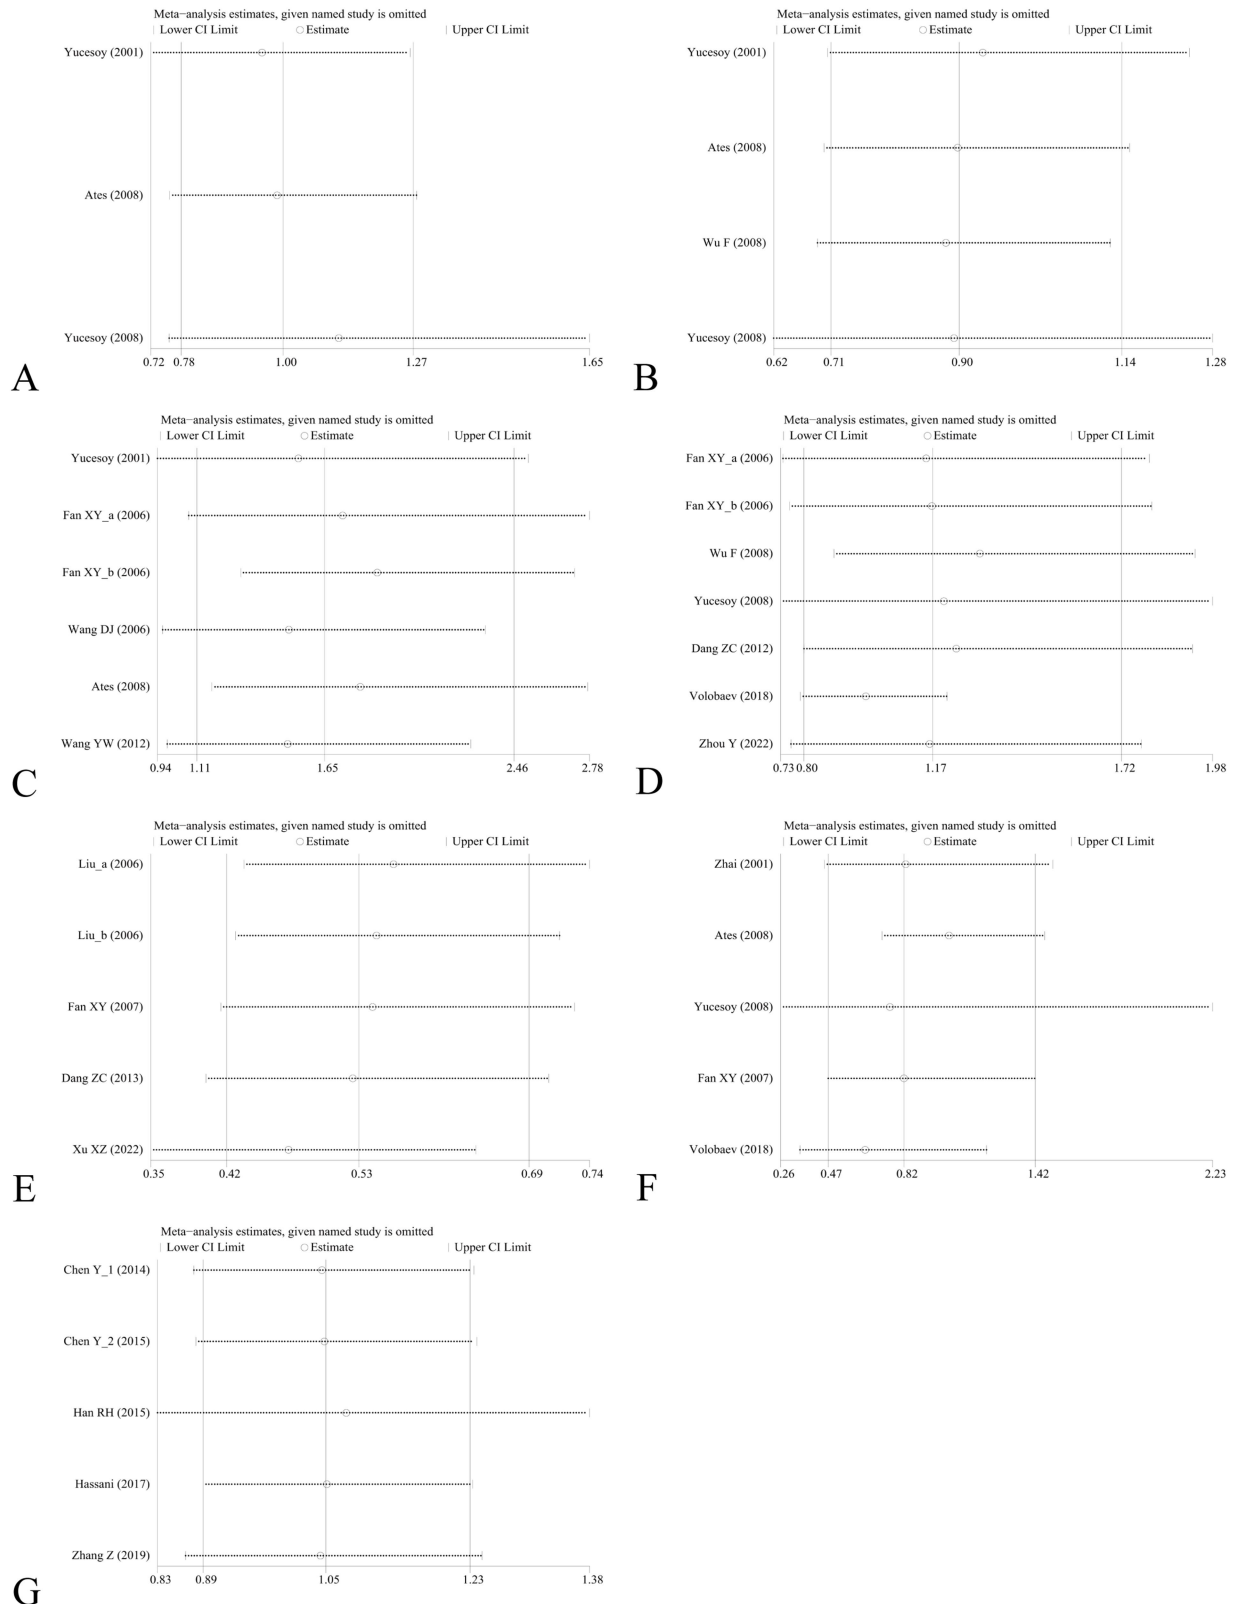 Meta−analysis estimates, given named study is omitted
Lower CI Limit Estimate Upper CI Limit
Yucesoy (2001)
Ates (2008)
Yucesoy (2008)
0.72 0.78 1.00 1.27 1.65
A
Meta−analysis estimates, given named study is omitted
Lower CI Limit Estimate Upper CI Limit
Yucesoy (2001)
Ates (2008)
Wu F (2008)
Yucesoy (2008)
0.62 0.71 0.90 1.14 1.28
B
Meta−analysis estimates, given named study is omitted
Lower CI Limit Estimate Upper CI Limit
Yucesoy (2001)
Fan XY_a (2006)
Fan XY_b (2006)
Wang DJ (2006)
Ates (2008)
Wang YW (2012)
0.94 1.11 1.65 2.46 2.78
C
Meta−analysis estimates, given named study is omitted
Lower CI Limit Estimate Upper CI Limit
Fan XY_a (2006)
Fan XY_b (2006)
Wu F (2008)
Yucesoy (2008)
Dang ZC (2012)
Volobaev (2018)
Zhou Y (2022)
0.73 0.80 1.17 1.72 1.98
D
Meta−analysis estimates, given named study is omitted
Lower CI Limit Estimate Upper CI Limit
Liu_a (2006)
Liu_b (2006)
Fan XY (2007)
Dang ZC (2013)
Xu XZ (2022)
0.35 0.42 0.53 0.69 0.74
E
Meta−analysis estimates, given named study is omitted
Lower CI Limit Estimate Upper CI Limit
Zhai (2001)
Ates (2008)
Yucesoy (2008)
Fan XY (2007)
Volobaev (2018)
0.26 0.47 0.82 1.42 2.23
F
Meta−analysis estimates, given named study is omitted
Lower CI Limit Estimate Upper CI Limit
Chen Y_1 (2014)
Chen Y_2 (2015)
Han RH (2015)
Hassani (2017)
Zhang Z (2019)
0.83 0.89 1.05 1.23 1.38
G